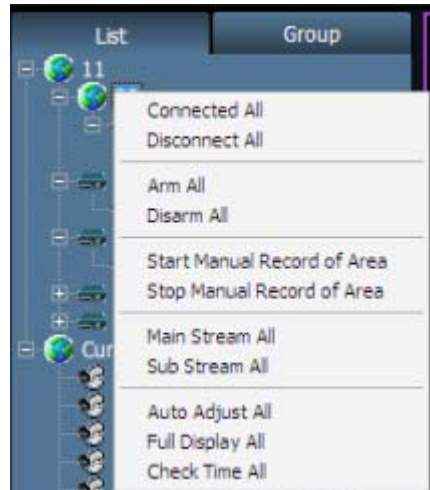 List
Group
11
Connected All
Disconnect All
Arm All
Disarm All
Start Manual Record of Area
Stop Manual Record of Area
Main Stream All
Sub Stream All
Cur
Auto Adjust All
Full Display All
Check Time All